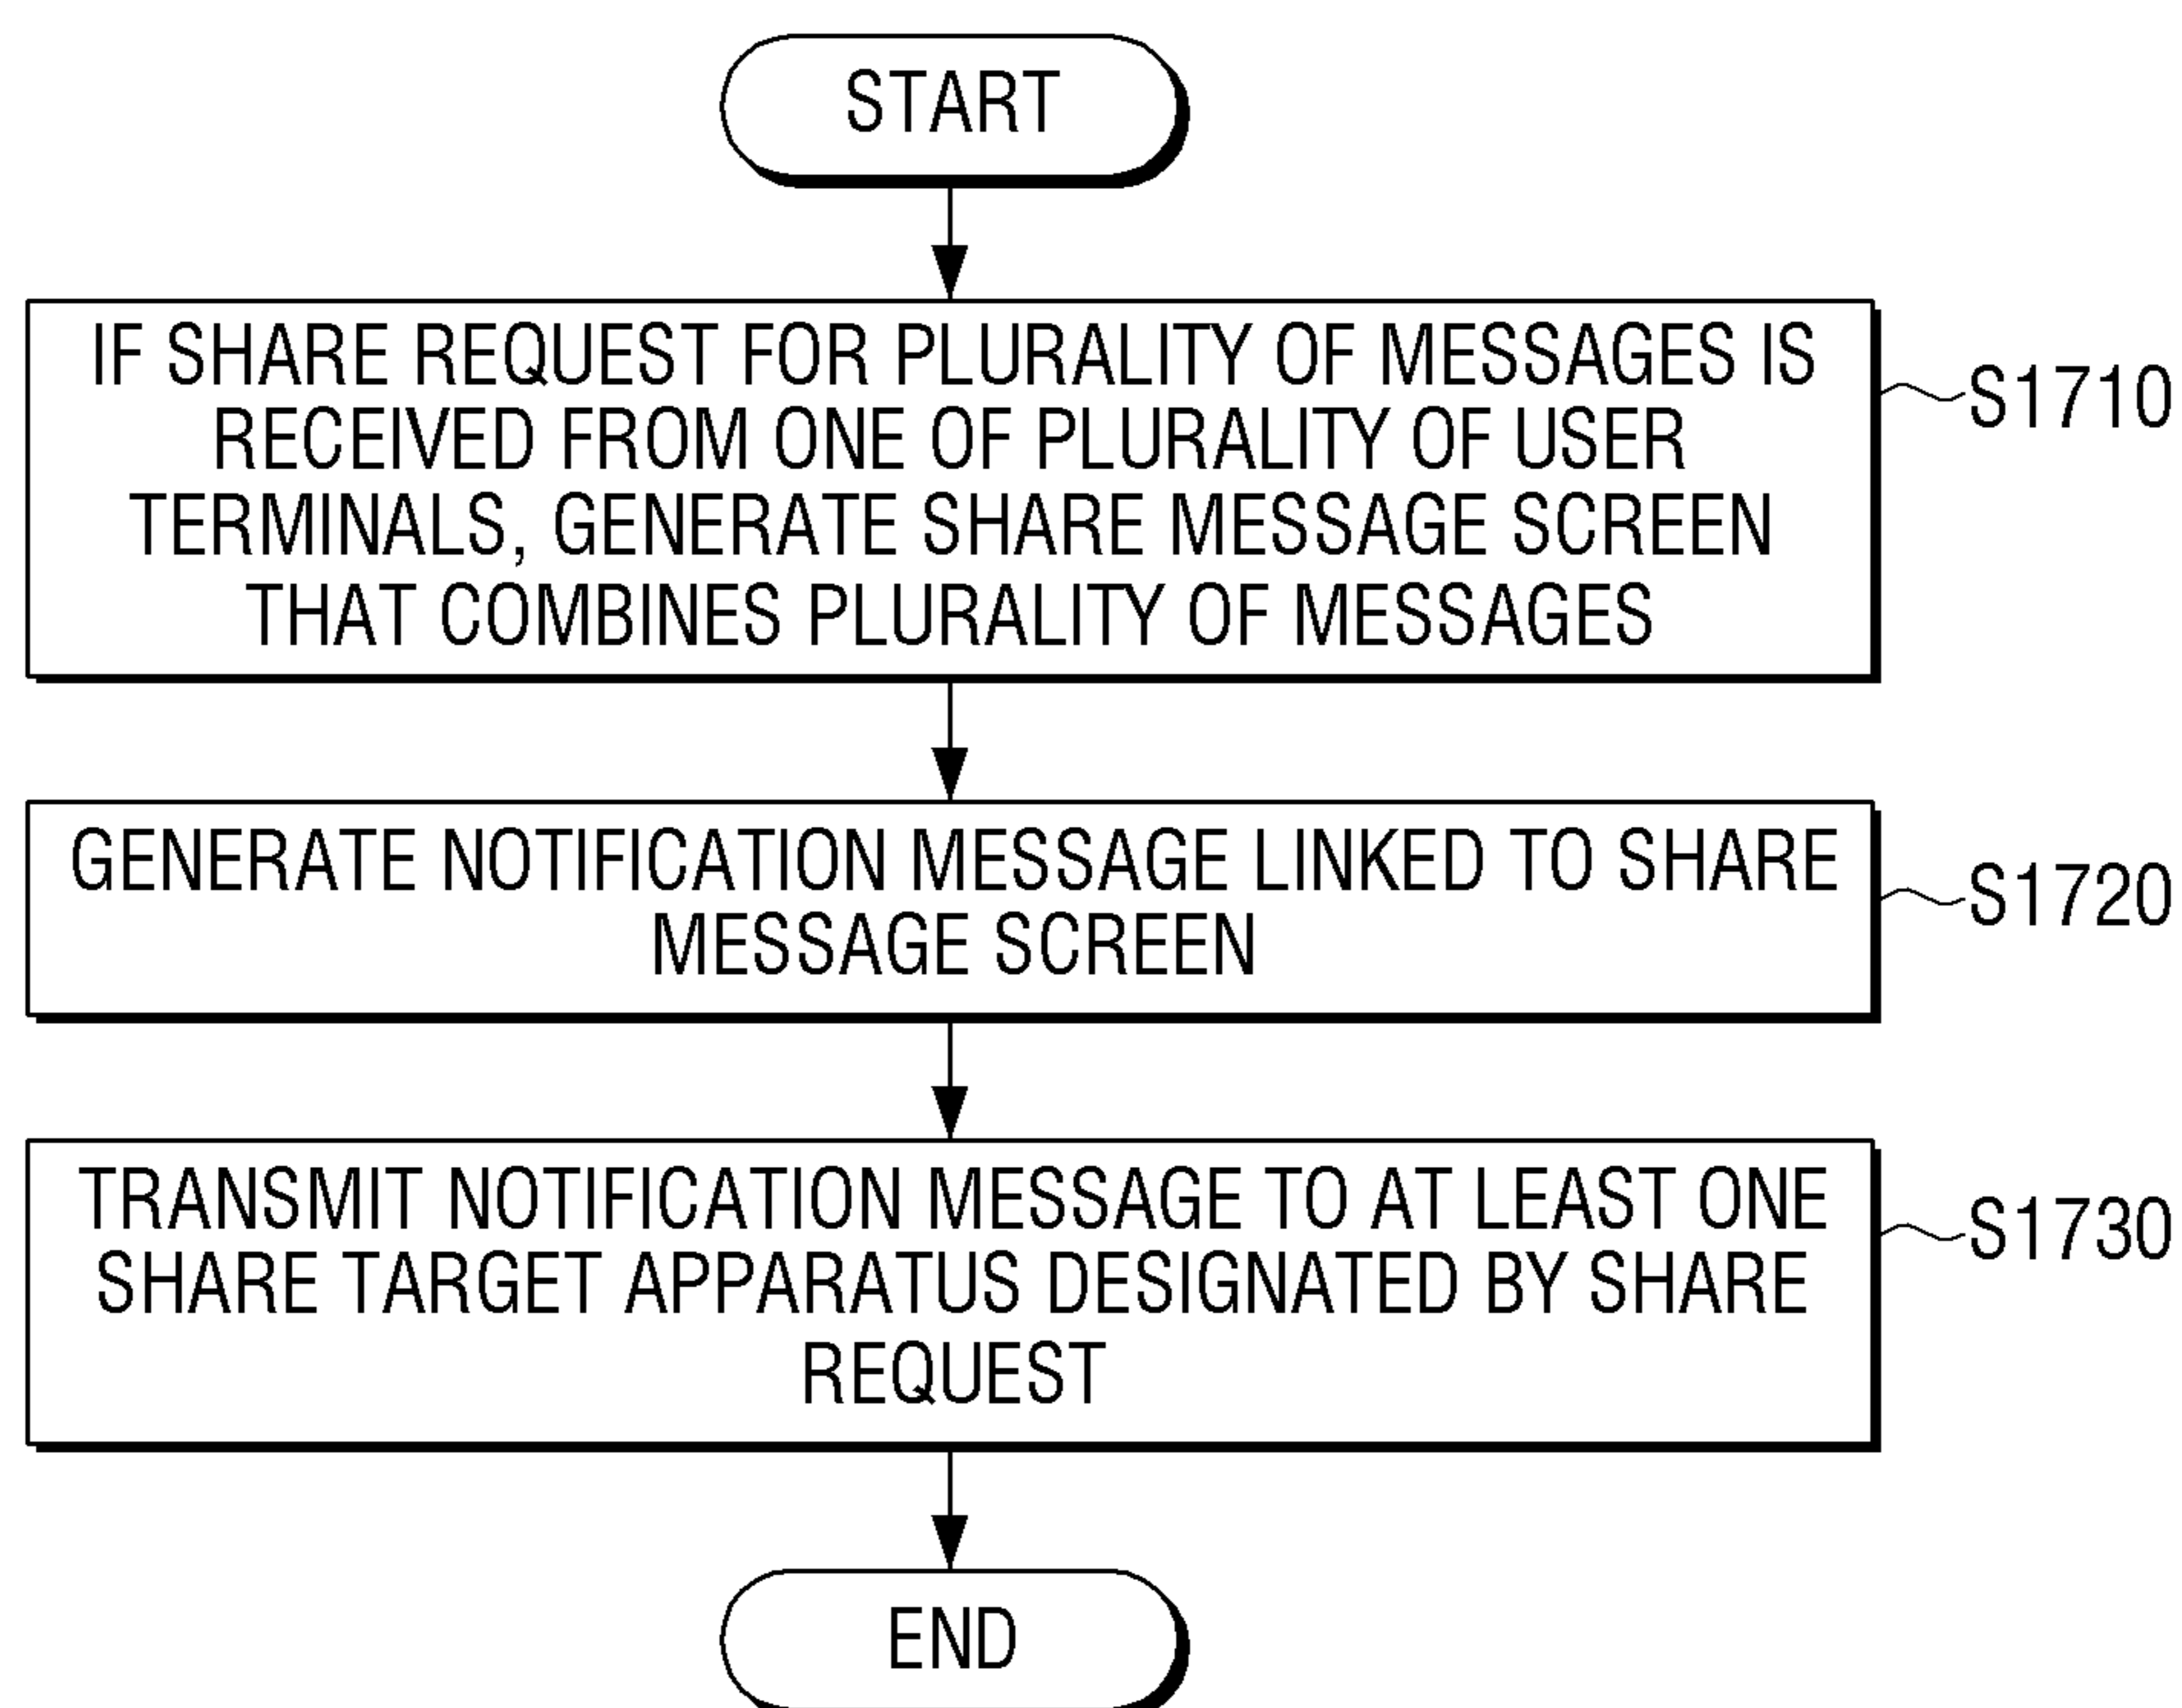 START
IF SHARE REQUEST FOR PLURALITY OF MESSAGES IS
RECEIVED FROM ONE OF PLURALITY OF USER
TERMINALS, GENERATE SHARE MESSAGE SCREEN
THAT COMBINES PLURALITY OF MESSAGES
S1710
GENERATE NOTIFICATION MESSAGE LINKED TO SHARE
MESSAGE SCREEN
S1720
TRANSMIT NOTIFICATION MESSAGE TO AT LEAST ONE
SHARE TARGET APPARATUS DESIGNATED BY SHARE
REQUEST
S1730
END